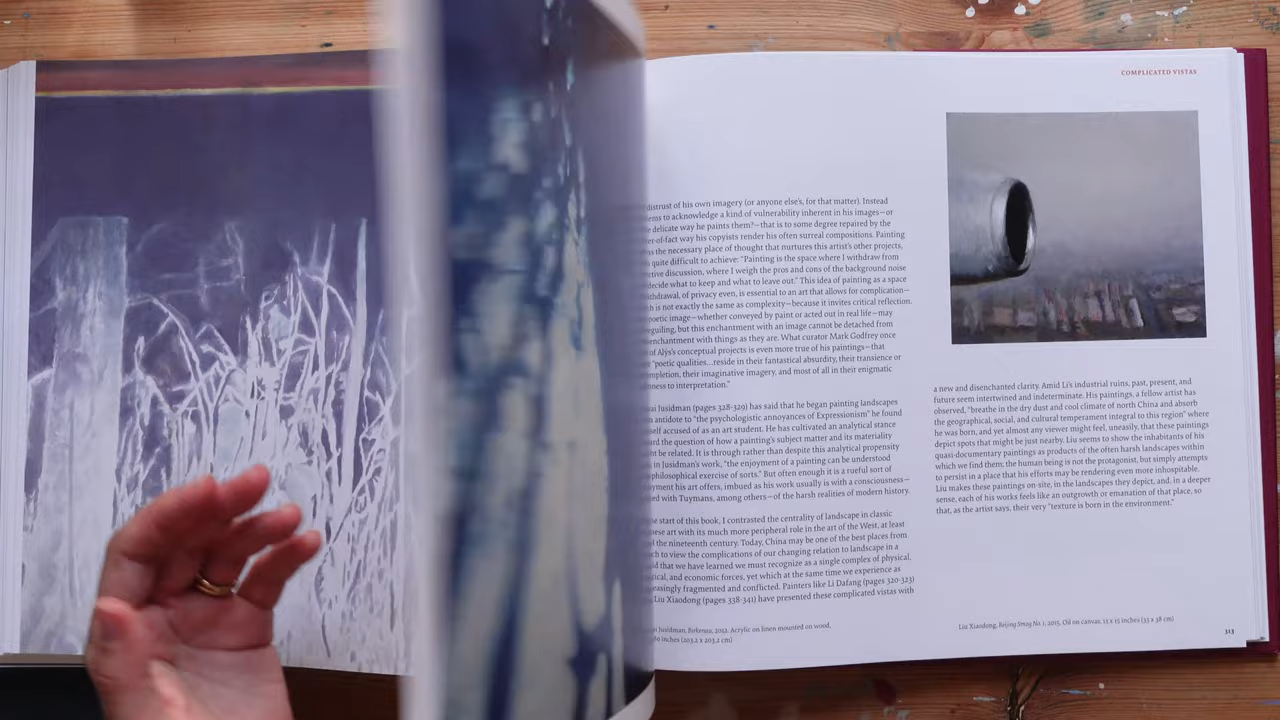 COMPLICATED VISTAS
distrust of his own imagery (or anyone else's, for that matter). Instead
to acknowledge a kind of vulnerability inherent in his images—or
delicate way he paints them?—that is to some degree repaired by the
way his copyists render his often surreal compositions. Painting
the necessary place of thought that nurtures this artist's other projects,
quite difficult to achieve: "Painting is the space where I withdraw from
discussion, where I weigh the pros and cons of the background noise
decide what to keep and what to leave out." This idea of painting as a space
of privacy even, is essential to an art that allows for complication—
is not exactly the same as complexity—because it invites critical reflection.
poetic image—whether conveyed by paint or acted out in real life—may
but this enchantment with an image cannot be detached from
with things as they are. What curator Mark Godfrey once
of Alÿs's conceptual projects is even more true of his paintings—that
"poetic qualities...reside in their fantastical absurdity, their transience or
their imaginative imagery, and most of all in their enigmatic
to interpretation."
Jusidman (pages 328-329) has said that he began painting landscapes
antidote to "the psychologistic annoyances of Expressionism" he found
accused of as an art student. He has cultivated an analytical stance
the question of how a painting's subject matter and its materiality
be related. It is through rather than despite this analytical propensity
in Jusidman's work, "the enjoyment of a painting can be understood
philosophical exercise of sorts." But often enough it is a rueful sort of
his art offers, imbued as his work usually is with a consciousness—
with Tuymans, among others—of the harsh realities of modern history.
start of this book, I contrasted the centrality of landscape in classic
art with its much more peripheral role in the art of the West, at least
the nineteenth century. Today, China may be one of the best places from
to view the complications of our changing relation to landscape in a
that we have learned we must recognize as a single complex of physical,
and economic forces, yet which at the same time we experience as
fragmented and conflicted. Painters like Li Dafang (pages 320-323)
Liu Xiaodong (pages 338-341) have presented these complicated vistas with
Jusidman, Birkenau, 2012. Acrylic on linen mounted on wood,
inches (203.2 x 203.2 cm)
a new and disenchanted clarity. Amid Li's industrial ruins, past, present, and
future seem intertwined and indeterminate. His paintings, a fellow artist has
observed, "breathe in the dry dust and cool climate of north China and absorb
the geographical, social, and cultural temperament integral to this region" where
he was born, and yet almost any viewer might feel, uneasily, that these paintings
depict spots that might be just nearby. Liu seems to show the inhabitants of his
quasi-documentary paintings as products of the often harsh landscapes within
which we find them; the human being is not the protagonist, but simply attempts
to persist in a place that his efforts may be rendering even more inhospitable.
Liu makes these paintings on-site, in the landscapes they depict, and, in a deeper
sense, each of his works feels like an outgrowth or emanation of that place, so
that, as the artist says, their very "texture is born in the environment."
Liu Xiaodong, Beijing Smog No. 1, 2015. Oil on canvas, 13 x 15 inches (33 x 38 cm)
313